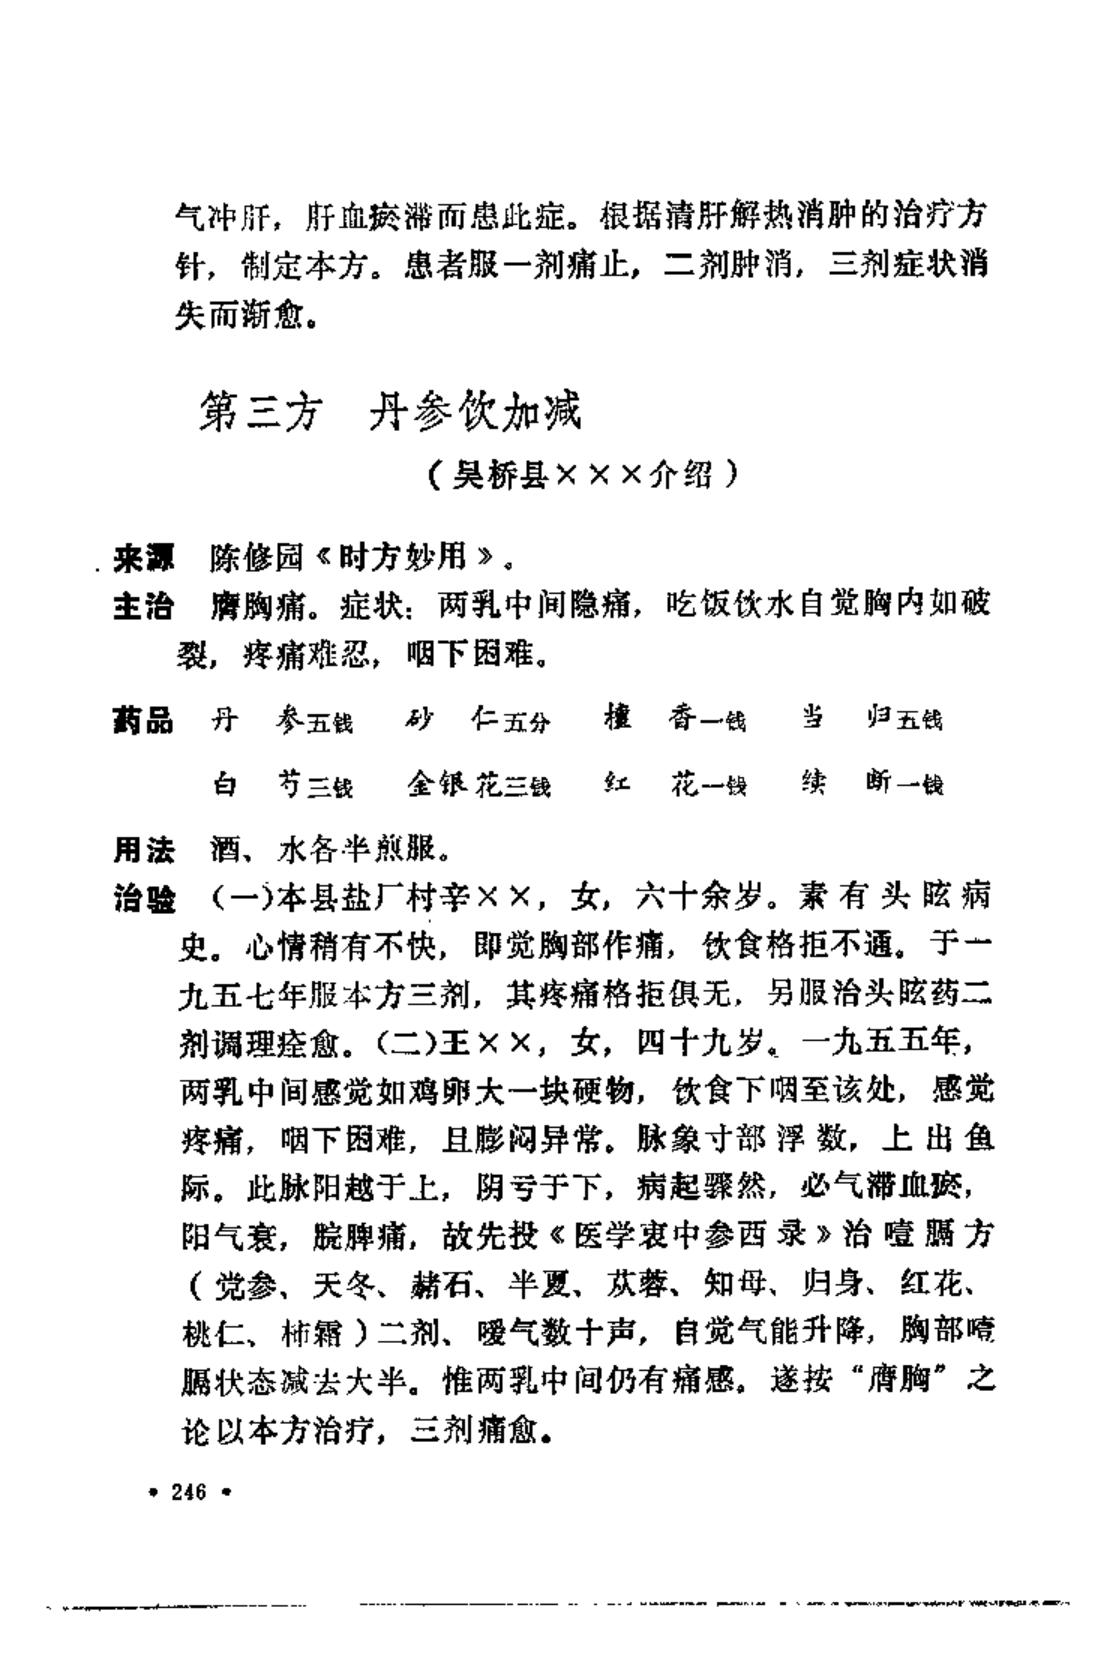 气冲肝，肝血瘀滞而患此症。根据清肝解热消肿的治疗方
针，制定本方。患者服一剂痛止，二剂肿消，三剂症状消
失而渐愈。
第三方　丹参饮加减
（吴桥县×××介绍）
来源　陈修园《时方妙用》。
主治　膺胸痛。症状：两乳中间隐痛，吃饭饮水自觉胸内如破
裂，疼痛难忍，咽下困难。
药品　丹　参五钱　砂　仁五分　檀　香一钱　当　归五钱
白　芍三钱　金银花三钱　红　花一钱　续　断一钱
用法　酒、水各半煎服。
治验　（一）本县盐厂村辛××，女，六十余岁。素有头眩病
史。心情稍有不快，即觉胸部作痛，饮食格拒不通。于一
九五七年服本方三剂，其疼痛格拒俱无，另服治头眩药二
剂调理痊愈。（二）王××，女，四十九岁。一九五五年，
两乳中间感觉如鸡卵大一块硬物，饮食下咽至该处，感觉
疼痛，咽下困难，且膨闷异常。脉象寸部浮数，上出鱼
际。此脉阳越于上，阴亏于下，病起骤然，必气滞血瘀，
阳气衰，脘脾痛，故先投《医学衷中参西录》治噎膈方
（党参、天冬、赭石、半夏、苁蓉、知母、归身、红花、
桃仁、柿霜）二剂、嗳气数十声，自觉气能升降，胸部噎
膈状态减去大半。惟两乳中间仍有痛感。遂按“膺胸”之
论以本方治疗，三剂痛愈。
• 246 •